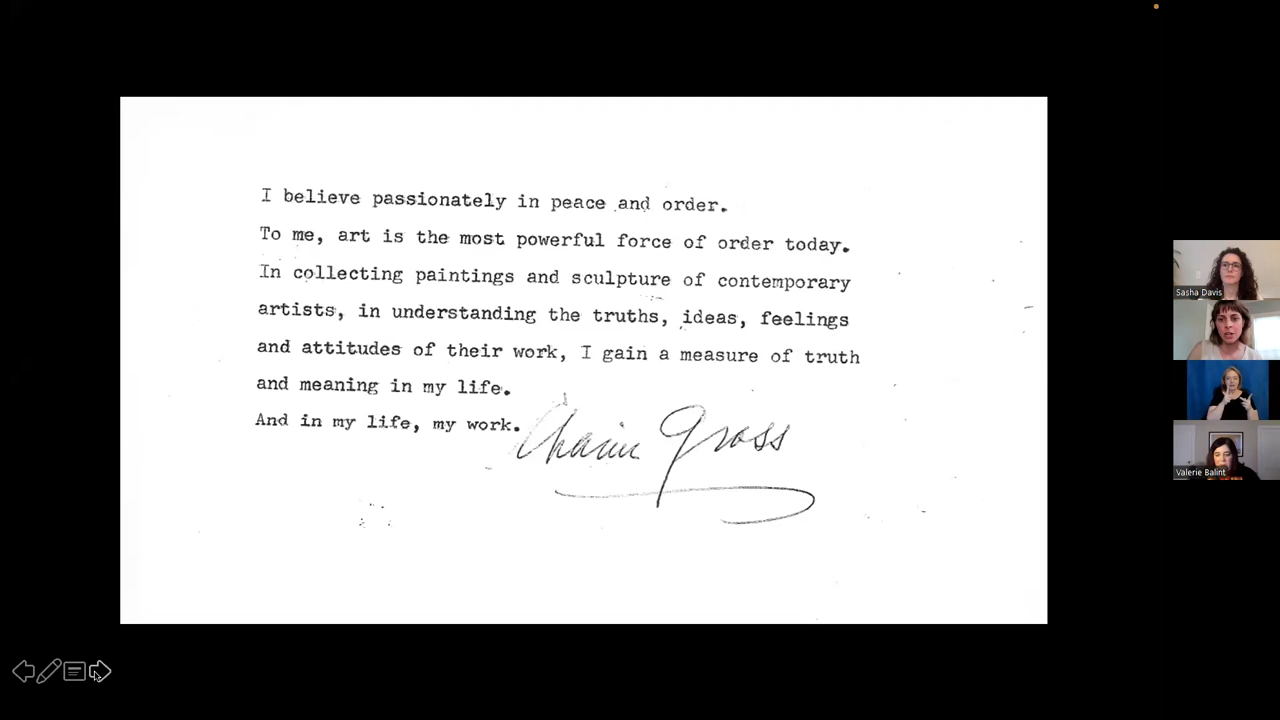 I believe passionately in peace and order.
To me, art is the most powerful force of order today.
In collecting paintings and sculpture of contemporary
artists, in understanding the truths, ideas, feelings
and attitudes of their work, I gain a measure of truth
and meaning in my life.
And in my life, my work.
Chaim Gross
Sasha Davis
Valerie Balint